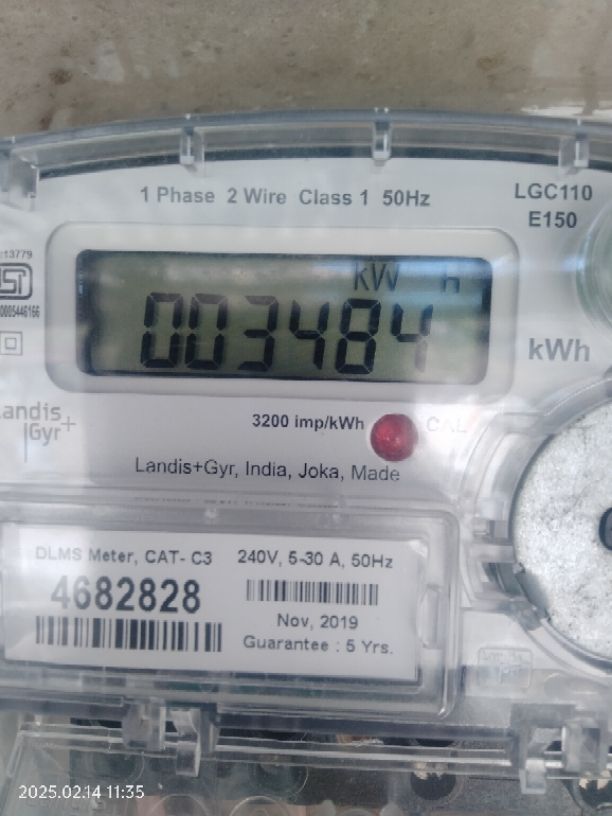 1 Phase 2 Wire Class 1 50Hz
LGC110
E150
13779
kW h
003484
kWh
Landis
Gyr+
3200 imp/kWh
CAL
Landis+Gyr, India, Joka, Made
DLMS Meter, CAT- C3
240V, 5-30 A, 50Hz
4682828
Nov, 2019
Guarantee : 5 Yrs.
2025.02.14 11:35